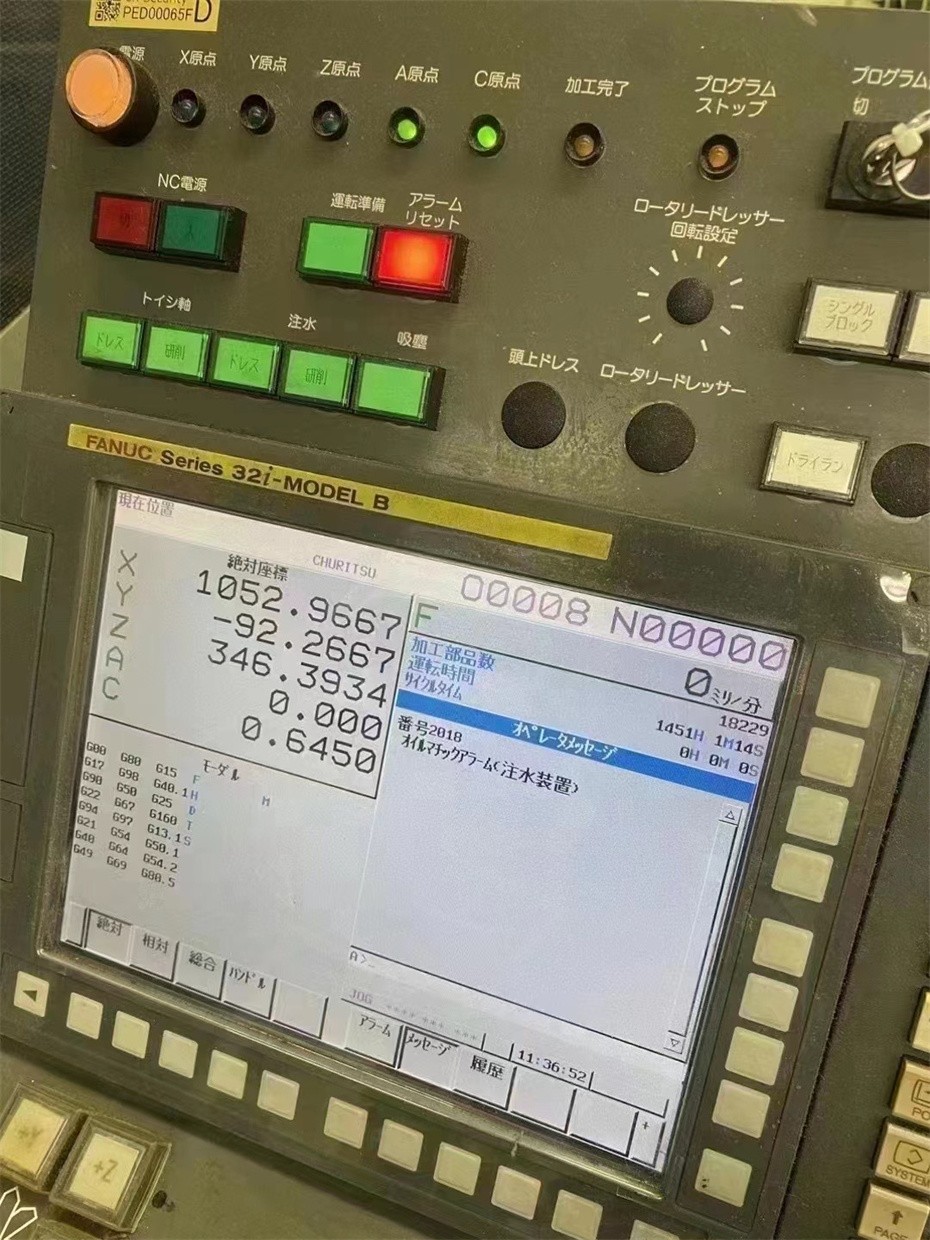 PED00065F D
電源
X原点
Y原点
Z原点
A原点
C原点
加工完了
プログラム
ストップ
プログラム
切
NC電源
切
入
運転準備
アラーム
リセット
ロータリードレッサー
回転設定
シングル
ブロック
トイシ軸
注水
吸塵
ドレス
研削
ドレス
研削
頭上ドレス
ロータリードレッサー
ドライラン
FANUC Series 32i-MODEL B
現在位置
CHURITSU
O0008 N00000
絶対座標
X 1052.9667
Y -92.2667
Z 346.3934
A 0.000
C 0.6450
F 0ミリ/分
加工部品数 18229
運転時間 1451H 1M14S
サイクルタイム 0H 0M 0S
オペレータメッセージ
番号2018
オイルマチックアラーム(注水装置)
モーダル
G00 G80 G15 F M
G17 G98 G40.1 H
G90 G50 G25 D
G22 G67 G160 T
G94 G97 G13.1 S
G21 G54 G50.1
G40 G64 G54.2
G49 G69 G80.5
A>_
JOG **** *** ***
11:36:52
絶対
相対
総合
ハンドル
アラーム
メッセージ
履歴
+
+Y
+Z
SYSTEM
PAGE